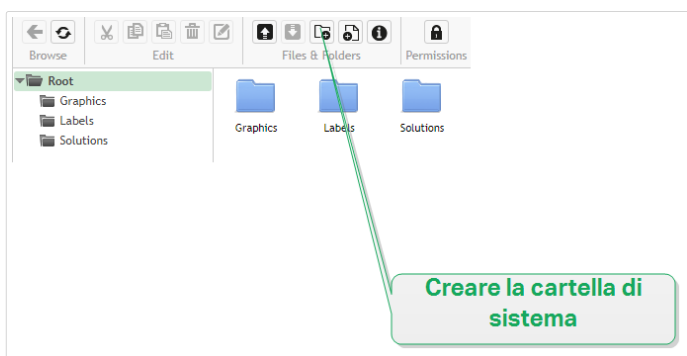 Browse Edit Files & Folders Permissions
Root
Graphics
Labels
Solutions
Graphics Labels Solutions
Creare la cartella di
sistema